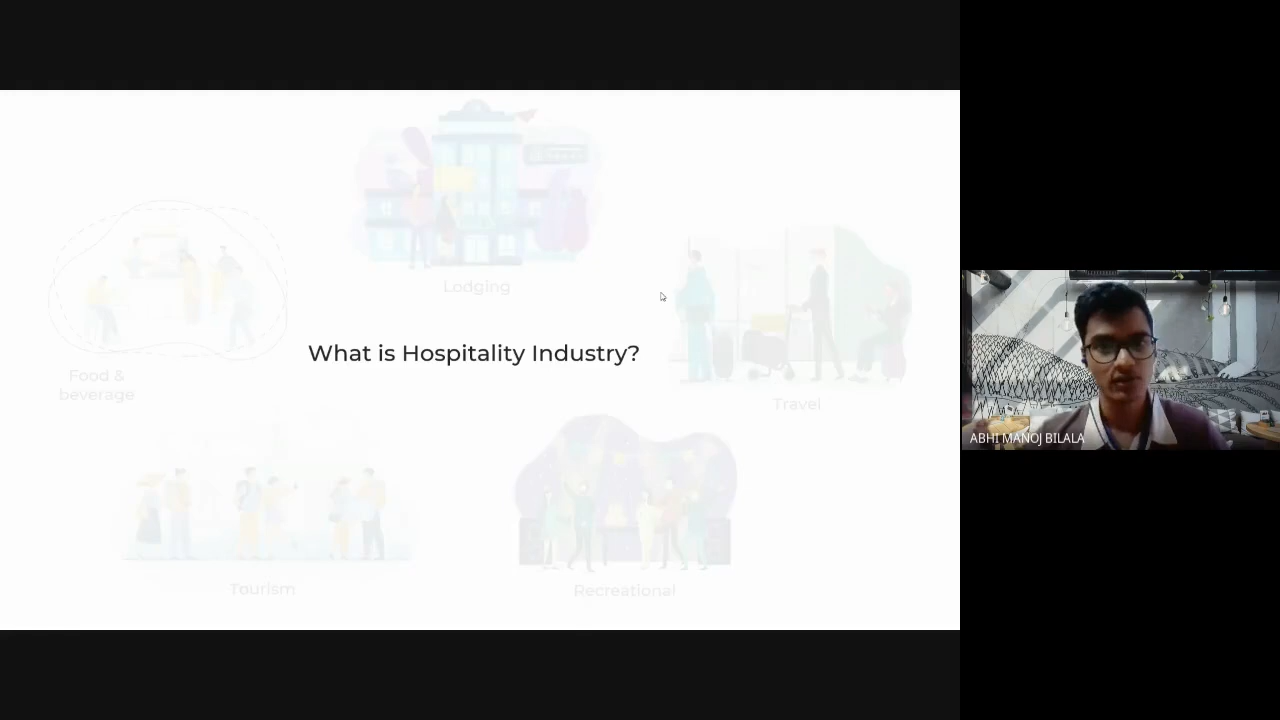 Lodging
What is Hospitality Industry?
Food &
beverage
Travel
Tourism
Recreational
ABHI MANOJ BILALA